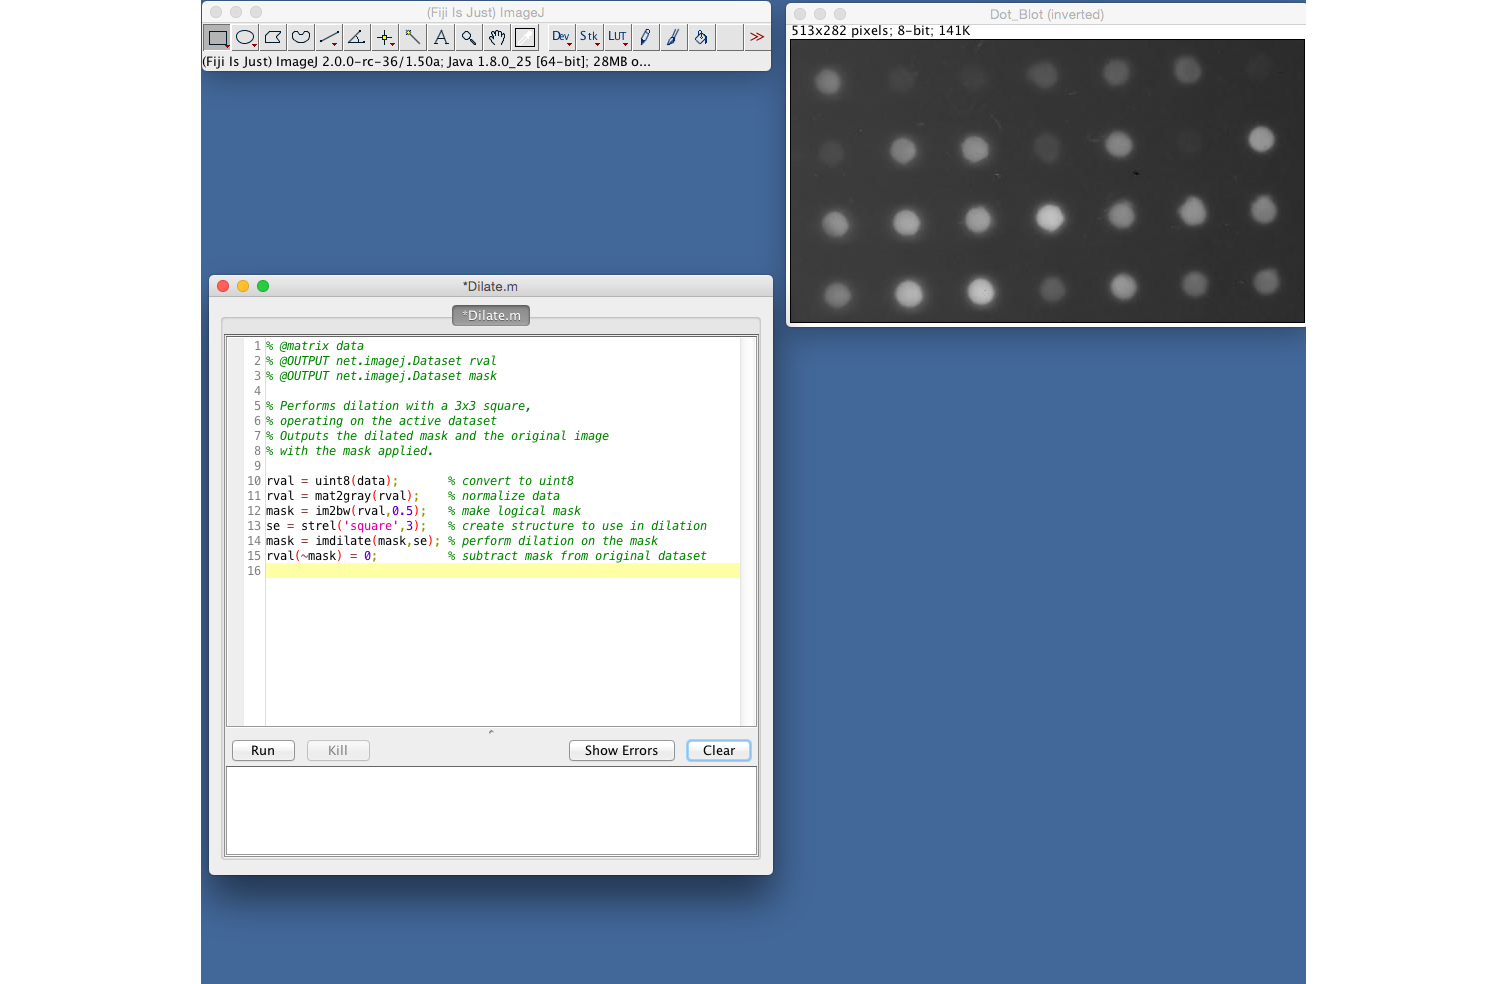 (Fiji Is Just) ImageJ
Dev Stk LUT >>
(Fiji Is Just) ImageJ 2.0.0-rc-36/1.50a; Java 1.8.0_25 [64-bit]; 28MB o...
Dot_Blot (inverted)
513x282 pixels; 8-bit; 141K
*Dilate.m
*Dilate.m
1 % @matrix data
2 % @OUTPUT net.imagej.Dataset rval
3 % @OUTPUT net.imagej.Dataset mask
4
5 % Performs dilation with a 3x3 square,
6 % operating on the active dataset
7 % Outputs the dilated mask and the original image
8 % with the mask applied.
9
10 rval = uint8(data);       % convert to uint8
11 rval = mat2gray(rval);    % normalize data
12 mask = im2bw(rval,0.5);   % make logical mask
13 se = strel('square',3);   % create structure to use in dilation
14 mask = imdilate(mask,se); % perform dilation on the mask
15 rval(~mask) = 0;          % subtract mask from original dataset
16
Run Kill Show Errors Clear